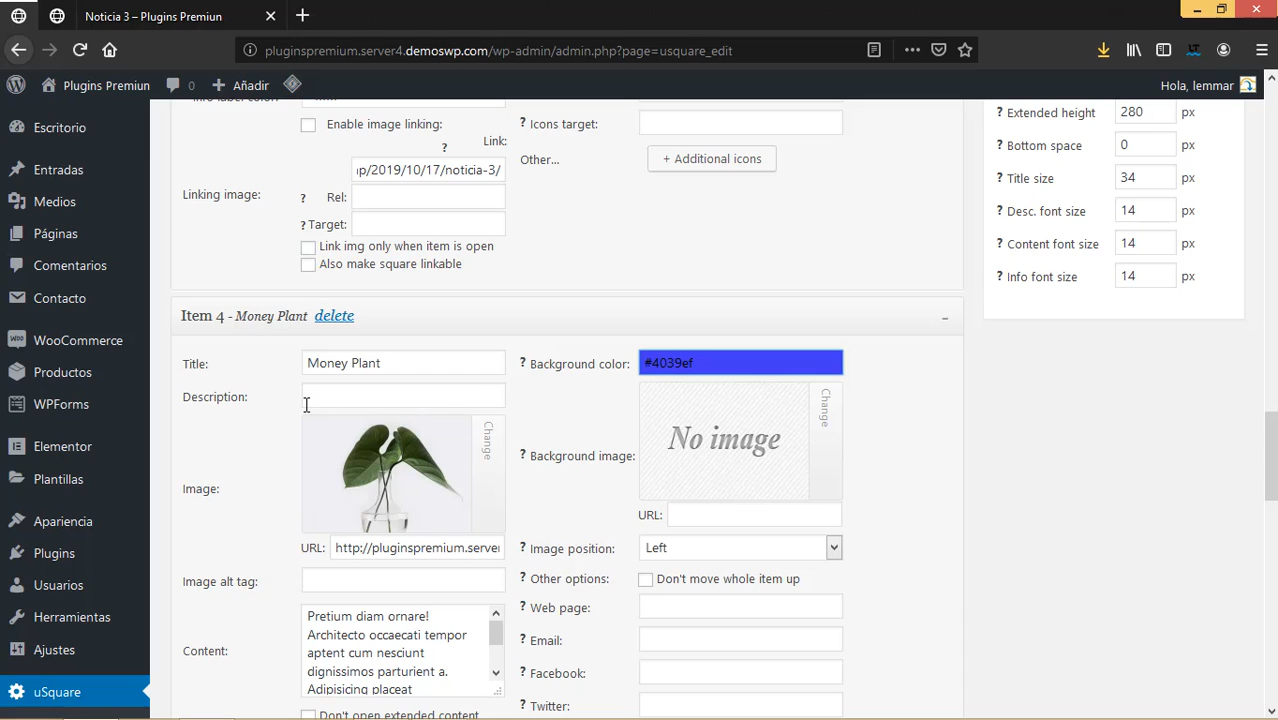 Noticia 3 – Plugins Premiun
pluginspremium.server4.demoswp.com/wp-admin/admin.php?page=usquare_edit
Plugins Premiun
0
Añadir
Hola, lemmar
Escritorio
Entradas
Medios
Páginas
Comentarios
Contacto
WooCommerce
Productos
WPForms
Elementor
Plantillas
Apariencia
Plugins
Usuarios
Herramientas
Ajustes
uSquare
Info label color:
Enable image linking:
? Icons target:
Link:
?
Other...
+ Additional icons
p/2019/10/17/noticia-3/
Linking image:
? Rel:
? Target:
Link img only when item is open
Also make square linkable
Item 4 - Money Plant delete
Title:
Money Plant
? Background color:
#4039ef
Description:
Change
No image
Change
? Background image:
Image:
URL:
URL: http://pluginspremium.server
? Image position:
Left
Image alt tag:
? Other options:
Don't move whole item up
? Web page:
Content:
Pretium diam ornare!
Architecto occaecati tempor
aptent cum nesciunt
dignissimos parturient a.
Adipisicing placeat
? Email:
? Facebook:
? Twitter:
Don't open extended content
? Extended height 280 px
? Bottom space 0 px
? Title size 34 px
? Desc. font size 14 px
? Content font size 14 px
? Info font size 14 px